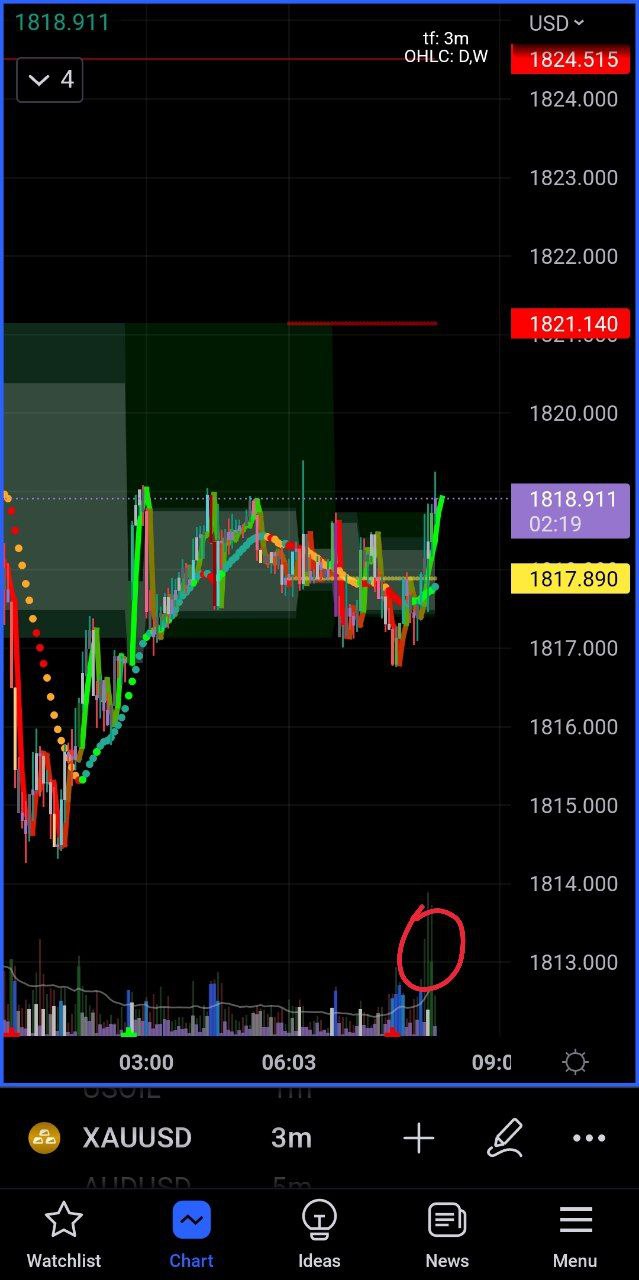 1818.911
USD
tf: 3m
OHLC: D,W
4
1824.515
1824.000
1823.000
1822.000
1821.140
1820.000
1818.911
02:19
1817.890
1817.000
1816.000
1815.000
1814.000
1813.000
03:00 06:03 09:0
USOIL 1m
XAUUSD 3m
AUDUSD 5m
Watchlist Chart Ideas News Menu